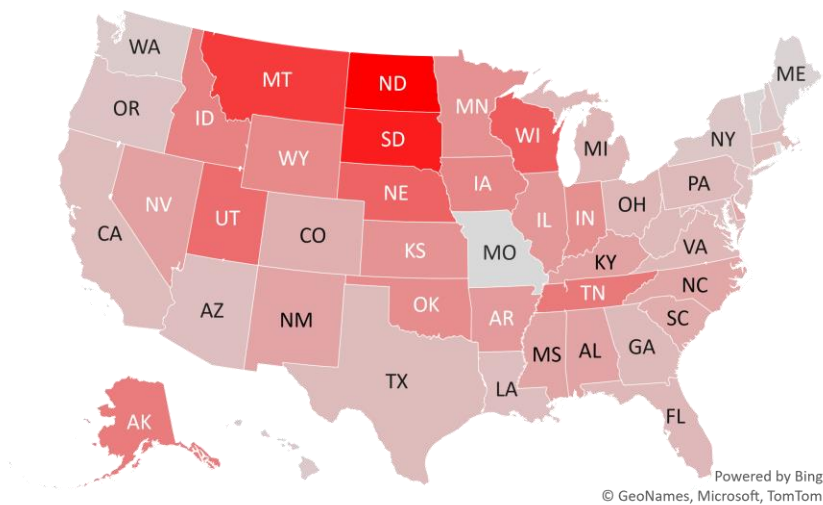 WA
ME
MT
ND
OR
MN
ID
WI
SD
NY
MI
WY
IA
PA
NE
NV
OH
IL
IN
UT
CA
CO
VA
KS
MO
KY
NC
TN
OK
AZ
NM
AR
SC
MS
AL
GA
TX
LA
FL
AK
Powered by Bing
© GeoNames, Microsoft, TomTom